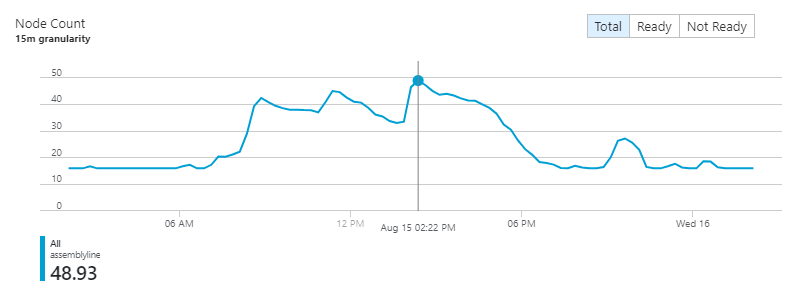 Node Count
15m granularity
Total Ready Not Ready
50
40
30
20
10
0
06 AM 12 PM Aug 15 02:22 PM 06 PM Wed 16
All
assemblyline
48.93